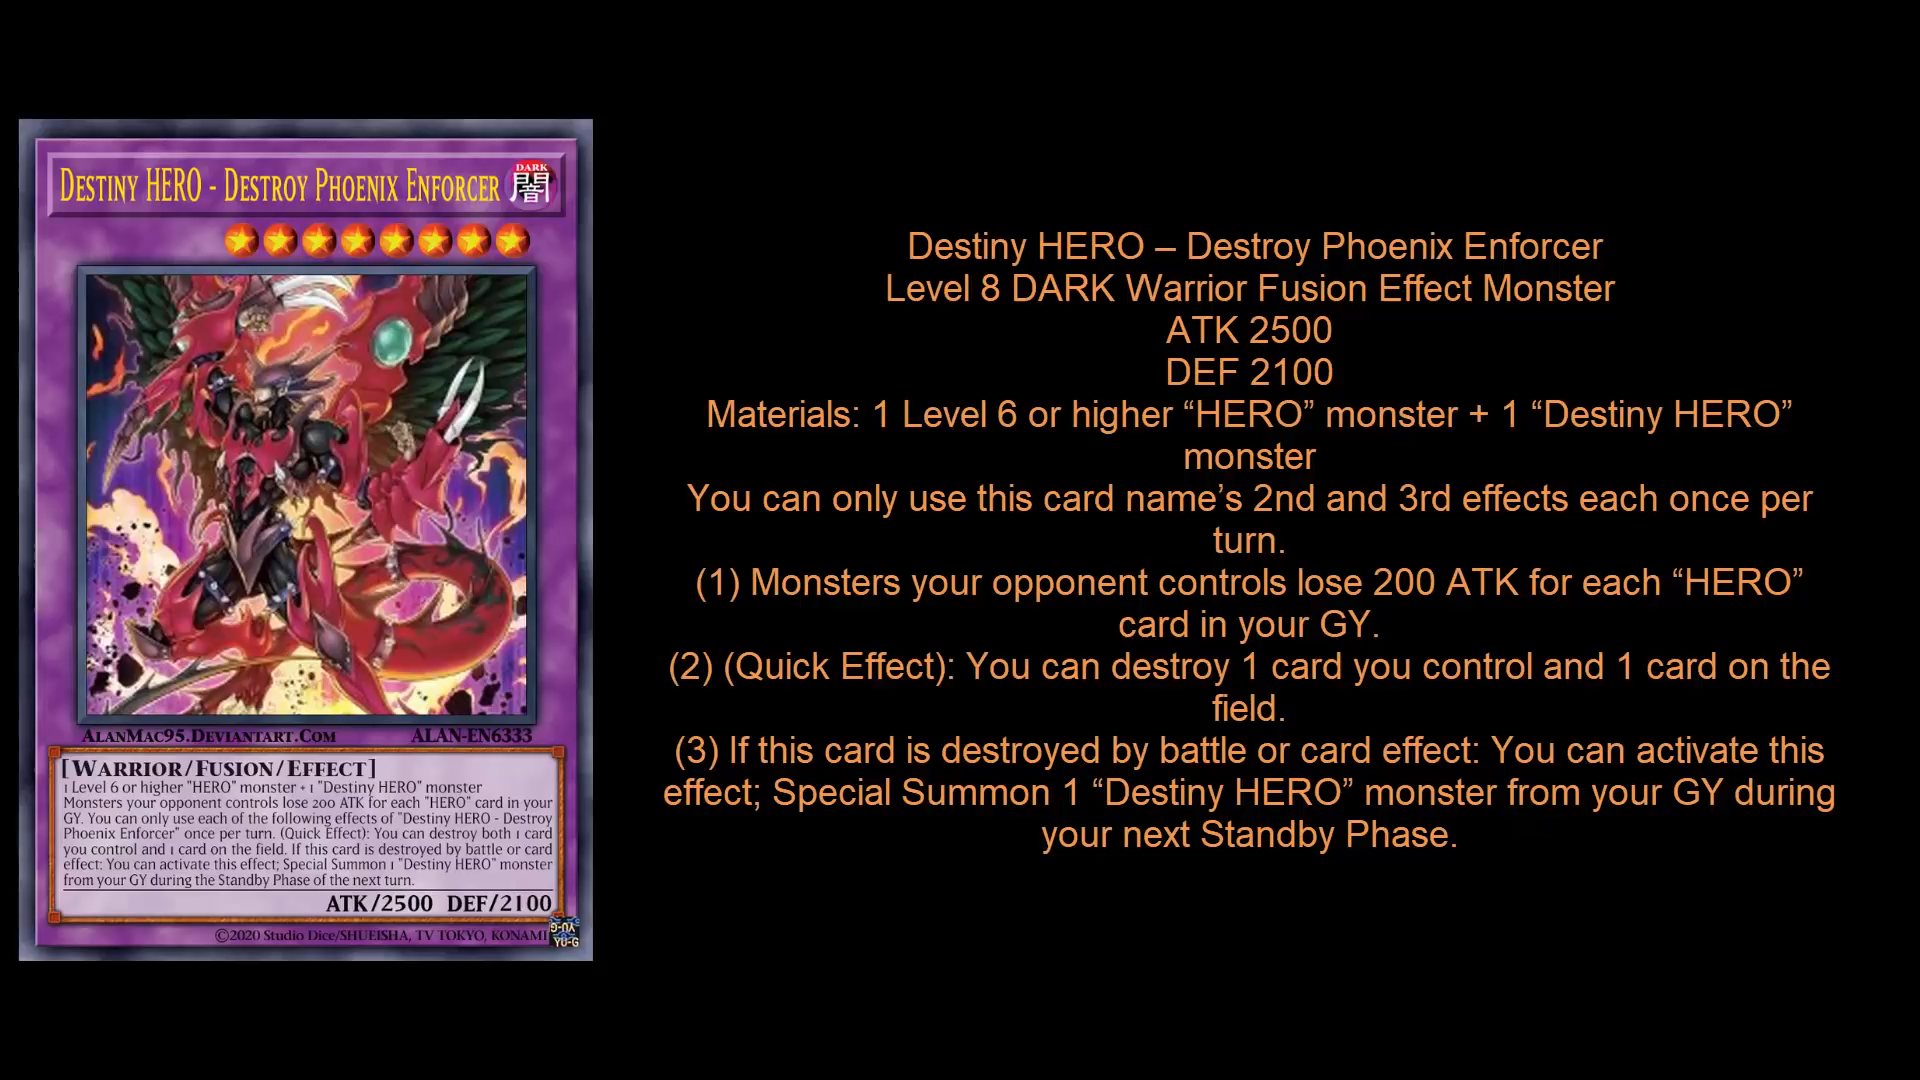 DESTINY HERO - DESTROY PHOENIX ENFORCER
DARK
闇
ALANMAC95.DEVIANTART.COM ALAN-EN6333
[WARRIOR/FUSION/EFFECT]
1 Level 6 or higher "HERO" monster + 1 "Destiny HERO" monster
Monsters your opponent controls lose 200 ATK for each "HERO" card in your
GY. You can only use each of the following effects of "Destiny HERO - Destroy
Phoenix Enforcer" once per turn. (Quick Effect): You can destroy both 1 card
you control and 1 card on the field. If this card is destroyed by battle or card
effect: You can activate this effect; Special Summon 1 "Destiny HERO" monster
from your GY during the Standby Phase of the next turn.
ATK/2500 DEF/2100
©2020 Studio Dice/SHUEISHA, TV TOKYO, KONAMI
Destiny HERO – Destroy Phoenix Enforcer
Level 8 DARK Warrior Fusion Effect Monster
ATK 2500
DEF 2100
Materials: 1 Level 6 or higher “HERO” monster + 1 “Destiny HERO”
monster
You can only use this card name’s 2nd and 3rd effects each once per
turn.
(1) Monsters your opponent controls lose 200 ATK for each “HERO”
card in your GY.
(2) (Quick Effect): You can destroy 1 card you control and 1 card on the
field.
(3) If this card is destroyed by battle or card effect: You can activate this
effect; Special Summon 1 “Destiny HERO” monster from your GY during
your next Standby Phase.